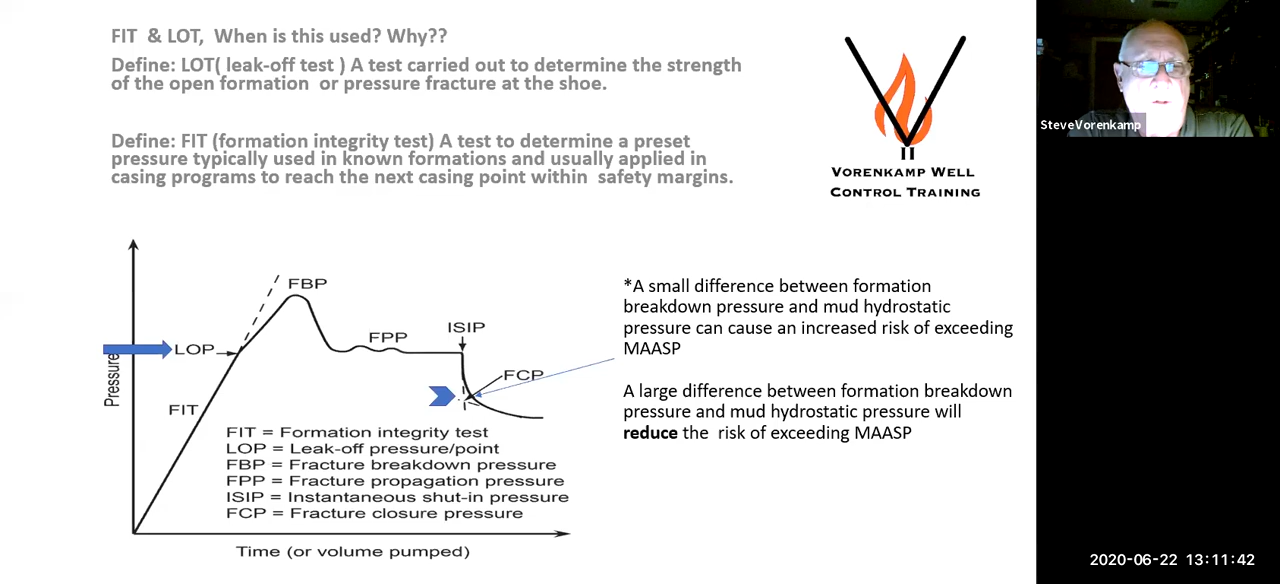 FIT & LOT, When is this used? Why??
Define: LOT( leak-off test ) A test carried out to determine the strength
of the open formation or pressure fracture at the shoe.
Define: FIT (formation integrity test) A test to determine a preset
pressure typically used in known formations and usually applied in
casing programs to reach the next casing point within safety margins.
VORENKAMP WELL
CONTROL TRAINING
SteveVorenkamp
FBP
LOP
FPP
ISIP
FCP
FIT
Pressure
FIT = Formation integrity test
LOP = Leak-off pressure/point
FBP = Fracture breakdown pressure
FPP = Fracture propagation pressure
ISIP = Instantaneous shut-in pressure
FCP = Fracture closure pressure
Time (or volume pumped)
*A small difference between formation
breakdown pressure and mud hydrostatic
pressure can cause an increased risk of exceeding
MAASP
A large difference between formation breakdown
pressure and mud hydrostatic pressure will
reduce the risk of exceeding MAASP
2020-06-22 13:11:42